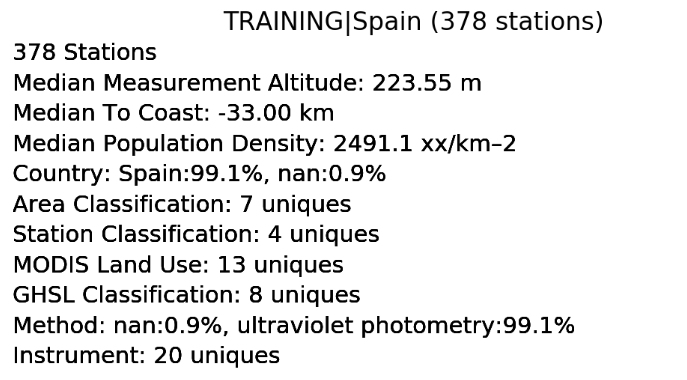 TRAINING|Spain (378 stations)
378 Stations
Median Measurement Altitude: 223.55 m
Median To Coast: -33.00 km
Median Population Density: 2491.1 xx/km–2
Country: Spain:99.1%, nan:0.9%
Area Classification: 7 uniques
Station Classification: 4 uniques
MODIS Land Use: 13 uniques
GHSL Classification: 8 uniques
Method: nan:0.9%, ultraviolet photometry:99.1%
Instrument: 20 uniques